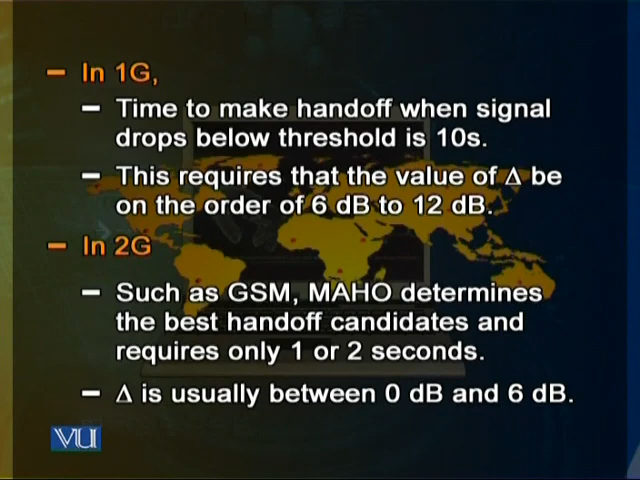 – In 1G,
– Time to make handoff when signal
drops below threshold is 10s.
– This requires that the value of Δ be
on the order of 6 dB to 12 dB.
– In 2G
– Such as GSM, MAHO determines
the best handoff candidates and
requires only 1 or 2 seconds.
– Δ is usually between 0 dB and 6 dB.
VU